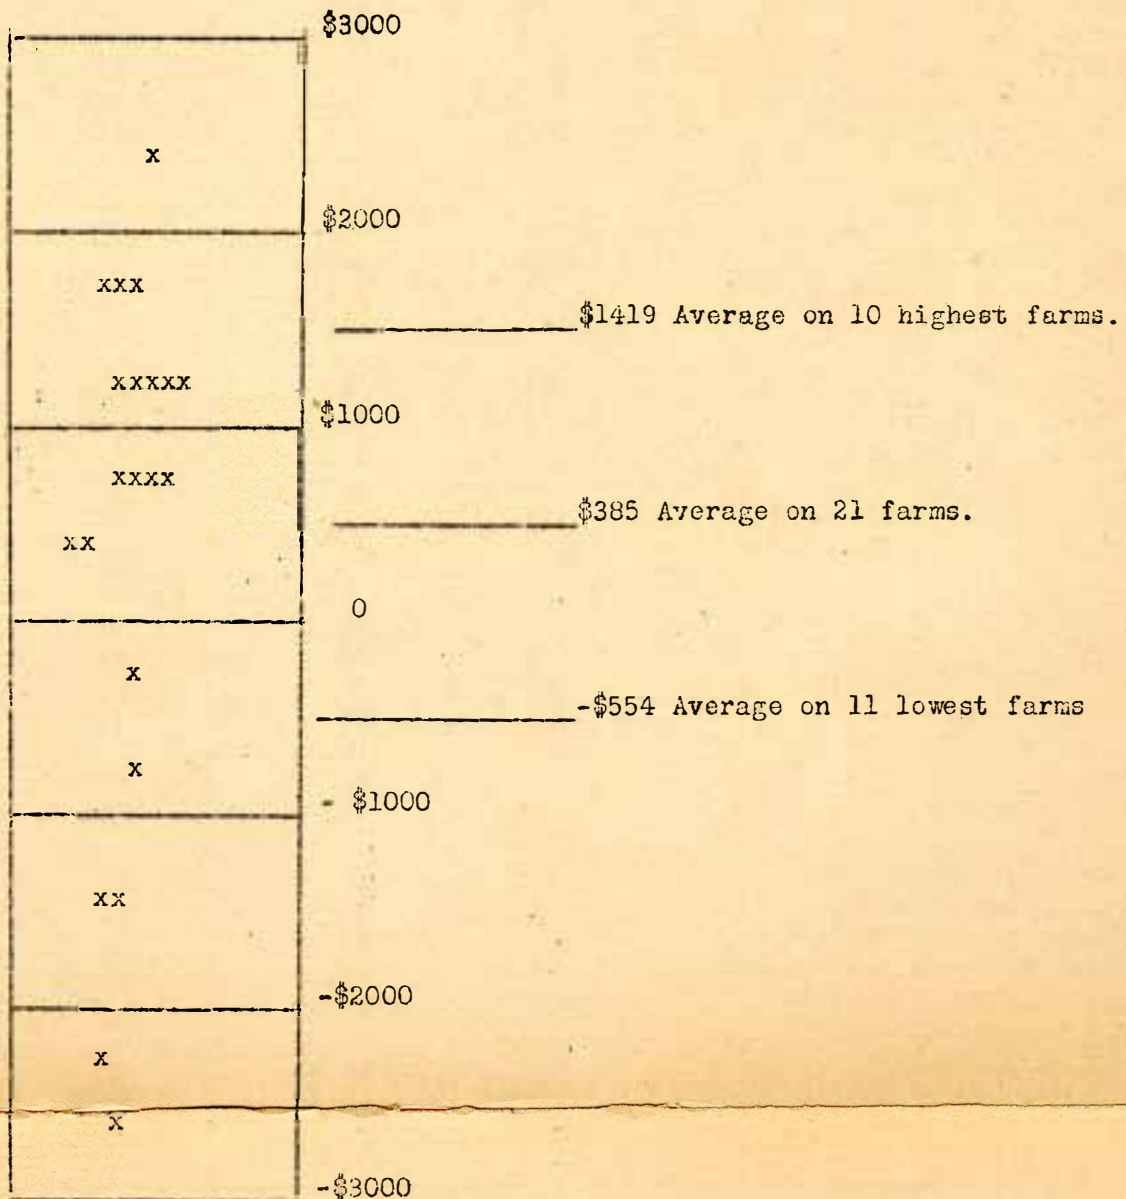 $3000
x
$2000
xxx
$1419 Average on 10 highest farms.
xxxxx
$1000
xxxx
$385 Average on 21 farms.
xx
0
x
-$554 Average on 11 lowest farms
x
- $1000
xx
-$2000
x
x
-$3000